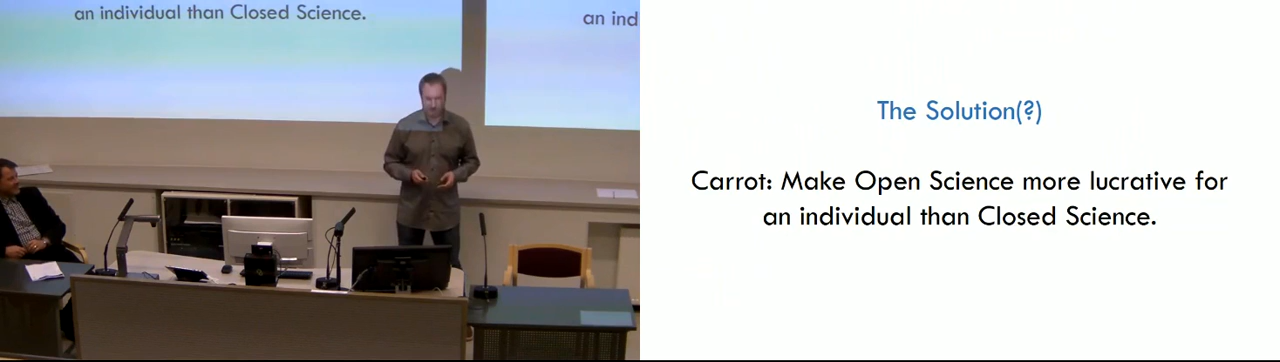 an individual than Closed Science.
an ind
The Solution(?)
Carrot: Make Open Science more lucrative for
an individual than Closed Science.